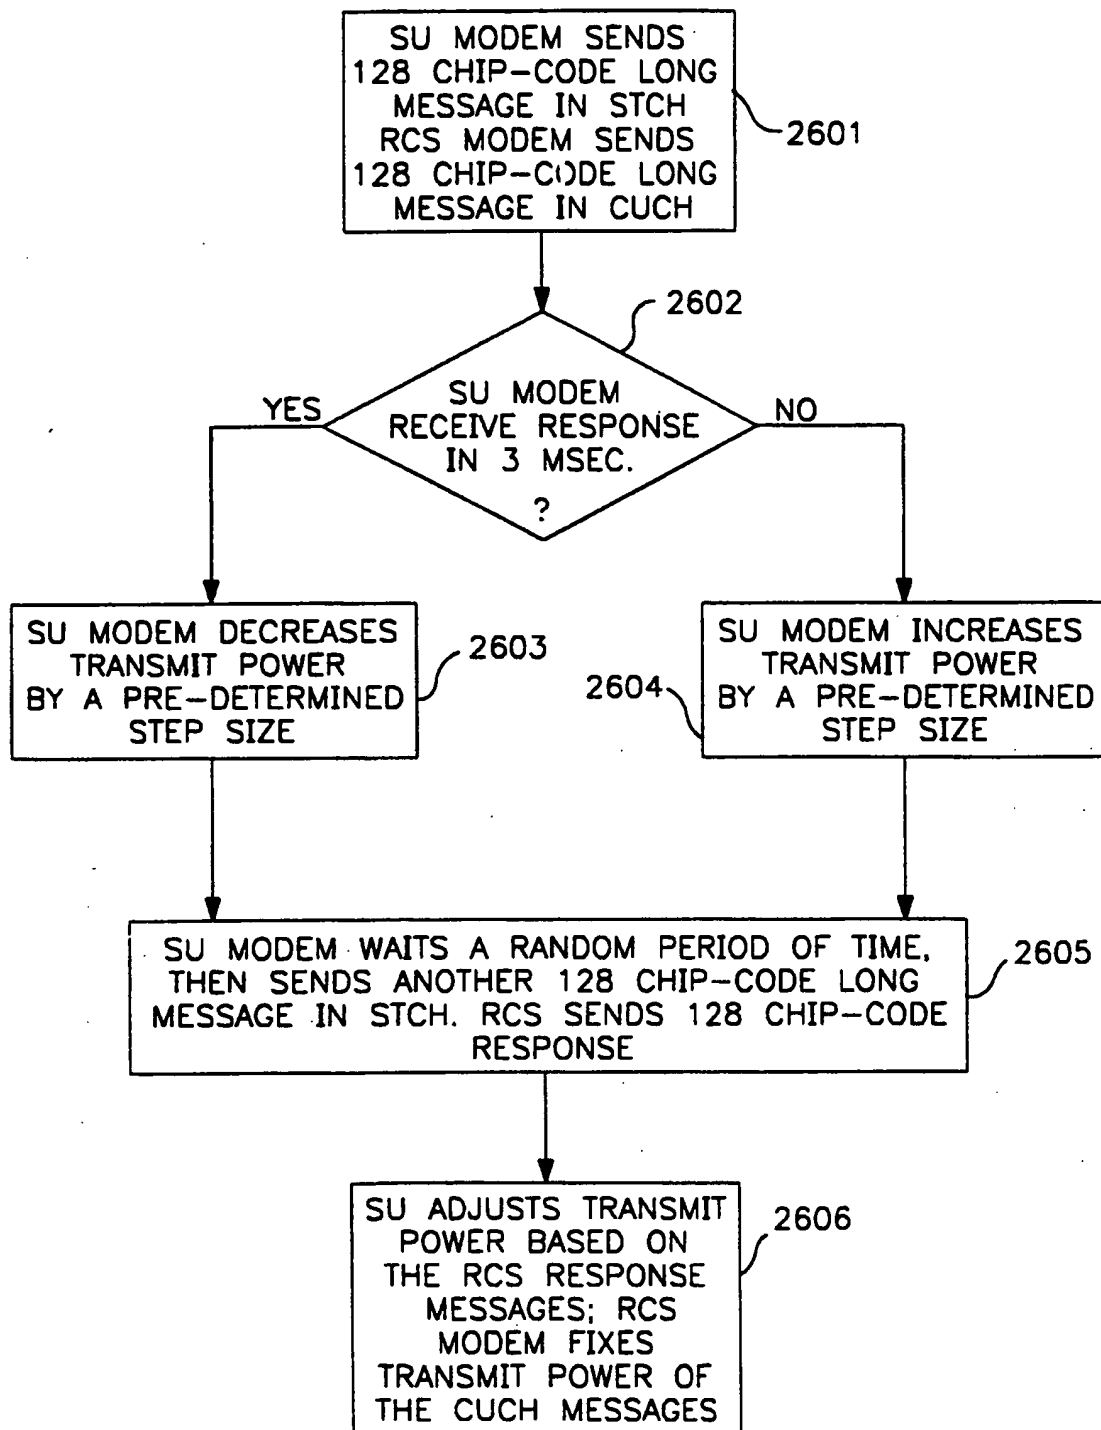 SU MODEM SENDS
128 CHIP-CODE LONG
MESSAGE IN STCH
RCS MODEM SENDS
128 CHIP-CODE LONG
MESSAGE IN CUCH
2601
2602
SU MODEM
RECEIVE RESPONSE
IN 3 MSEC.
?
YES
NO
SU MODEM DECREASES
TRANSMIT POWER
BY A PRE-DETERMINED
STEP SIZE
2603
SU MODEM INCREASES
TRANSMIT POWER
BY A PRE-DETERMINED
STEP SIZE
2604
SU MODEM WAITS A RANDOM PERIOD OF TIME,
THEN SENDS ANOTHER 128 CHIP-CODE LONG
MESSAGE IN STCH. RCS SENDS 128 CHIP-CODE
RESPONSE
2605
SU ADJUSTS TRANSMIT
POWER BASED ON
THE RCS RESPONSE
MESSAGES; RCS
MODEM FIXES
TRANSMIT POWER OF
THE CUCH MESSAGES
2606